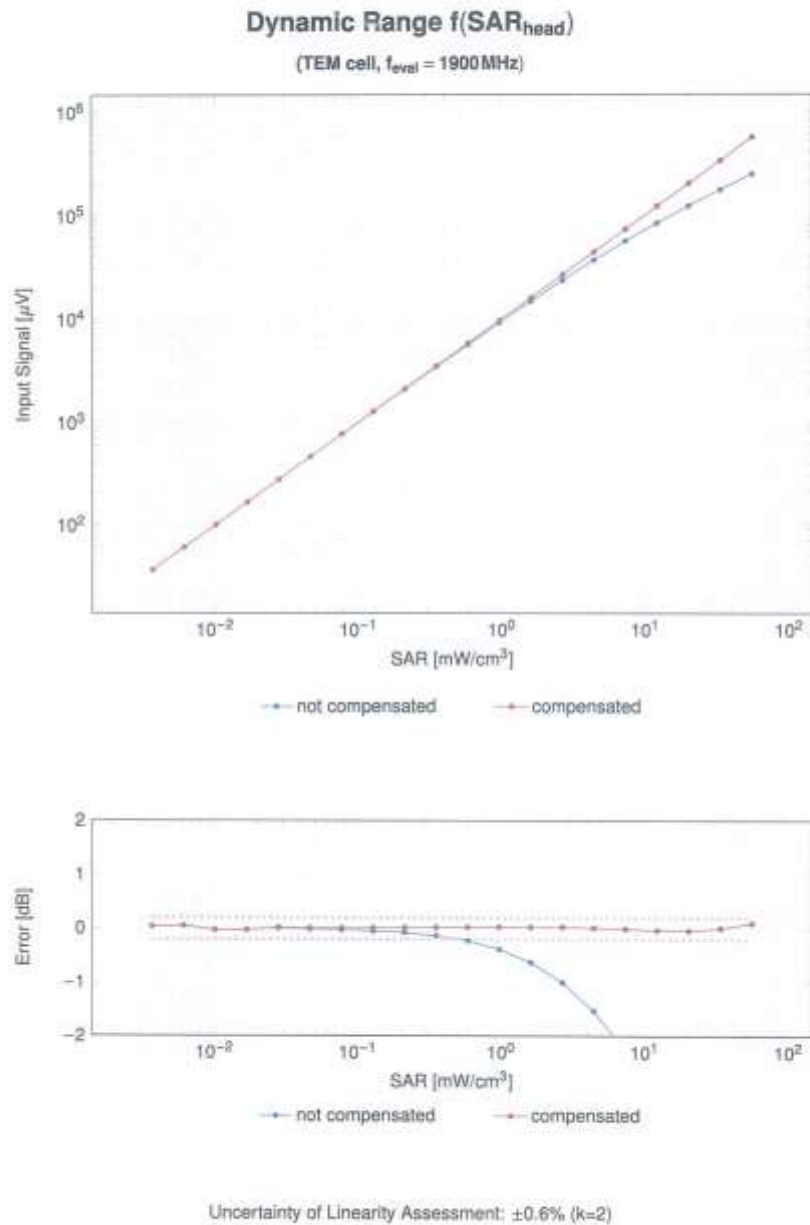 Dynamic Range f(SARhead)
(TEM cell, feval = 1900MHz)
10⁶
10⁵
10⁴
10³
10²
Input Signal [µV]
10⁻² 10⁻¹ 10⁰ 10¹ 10²
SAR [mW/cm³]
not compensated compensated
2
1
0
−1
−2
Error [dB]
10⁻² 10⁻¹ 10⁰ 10¹ 10²
SAR [mW/cm³]
not compensated compensated
Uncertainty of Linearity Assessment: ±0.6% (k=2)